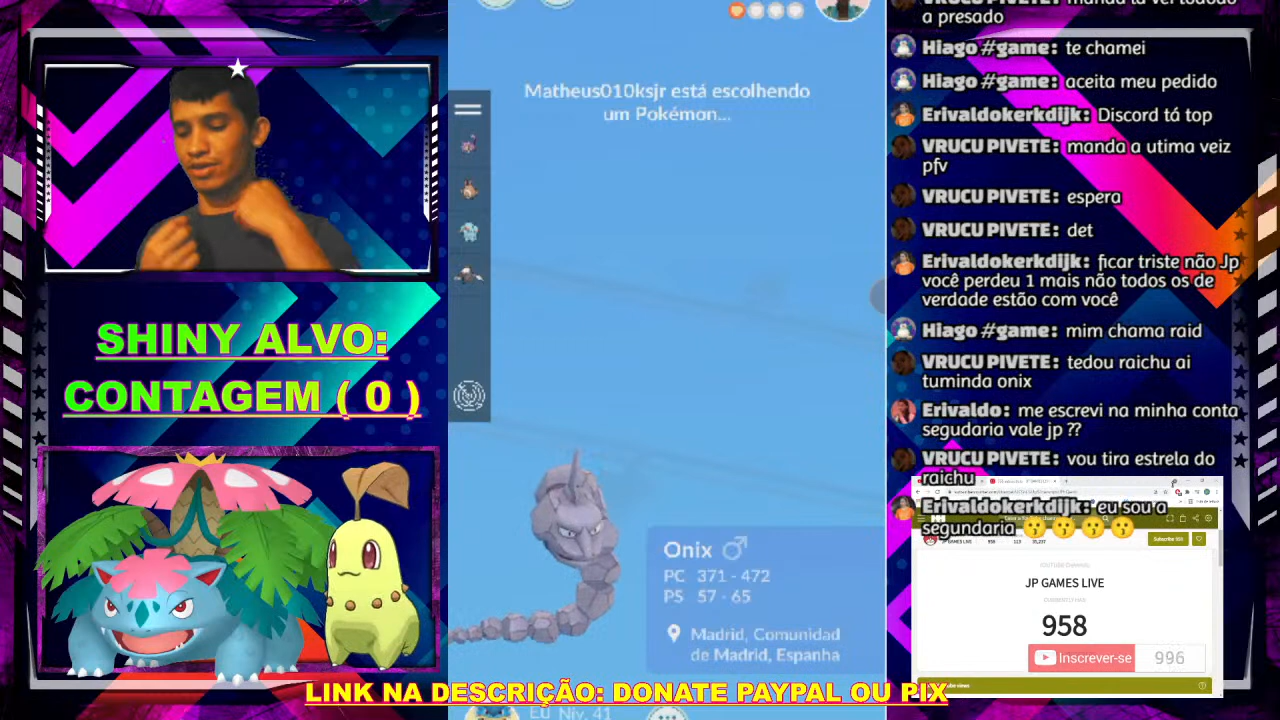 SHINY ALVO:
CONTAGEM ( 0 )
Matheus010ksjr está escolhendo
um Pokémon...
Onix ♂
PC 371 - 472
PS 57 - 65
Madrid, Comunidad
de Madrid, Espanha
Eu Nív. 41
a presado
Hiago #game: te chamei
Hiago #game: aceita meu pedido
Erivaldokerkdijk: Discord tá top
VRUCU PIVETE: manda a utima veiz
pfv
VRUCU PIVETE: espera
VRUCU PIVETE: det
Erivaldokerkdijk: ficar triste não Jp
você perdeu 1 mais não todos os de
verdade estão com você
Hiago #game: mim chama raid
VRUCU PIVETE: tedou raichu ai
tuminda onix
Erivaldo: me escrevi na minha conta
segudaria vale jp ??
VRUCU PIVETE: vou tira estrela do
raichu
Erivaldokerkdijk: eu sou a
segundaria 😗😗😗😗
JP GAMES LIVE
958
Inscrever-se 996
LINK NA DESCRIÇÃO: DONATE PAYPAL OU PIX